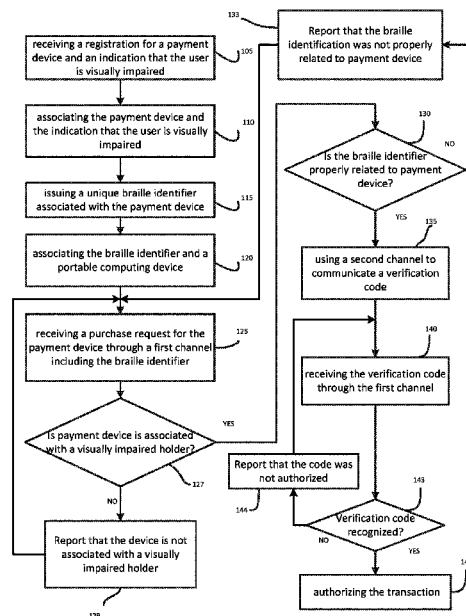 133
Report that the braille
identification was not properly
related to payment device
receiving a registration for a payment
device and an indication that the user is
visually impaired
105
associating the payment device and
the indication that the user is visually
impaired
110
issuing a unique braille identifier
associated with the payment device
115
associating the braille identifier and a
portable computing device
120
receiving a purchase request for the
payment device through a first channel
including the braille identifier
125
Is payment device is associated
with a visually impaired holder?
127
YES
NO
Report that the device is not
associated with a visually
impaired holder
129
130
NO
Is the braille identifier
properly related to payment
device?
YES
135
using a second channel to
communicate a verification
code
140
receiving the verification code
through the first channel
Report that the code was
not authorized
144
143
Verification code
recognized?
NO
YES
authorizing the transaction